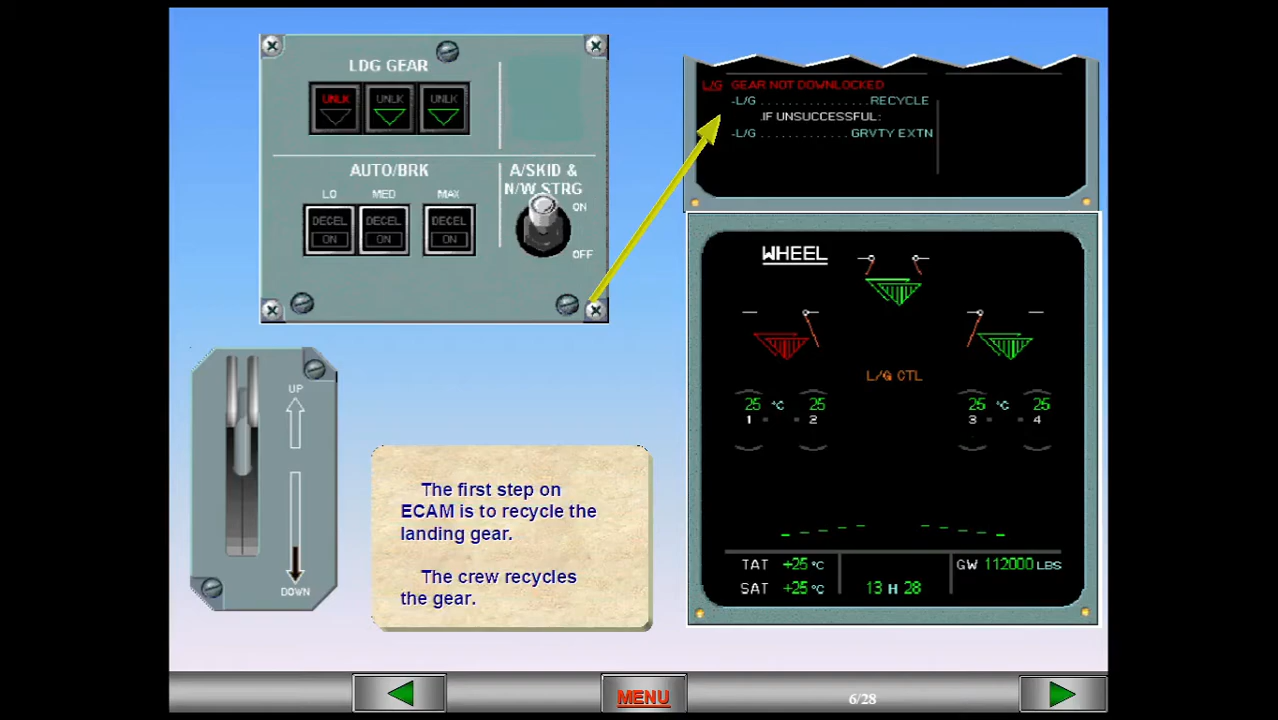 LDG GEAR
UNLK UNLK UNLK
AUTO/BRK
LO MED MAX
DECEL DECEL DECEL
ON ON ON
A/SKID &
N/W STRG
ON
OFF
L/G GEAR NOT DOWNLOCKED
-L/G ..............RECYCLE
.IF UNSUCCESSFUL:
-L/G ............GRVTY EXTN
UP
DOWN
The first step on
ECAM is to recycle the
landing gear.
The crew recycles
the gear.
WHEEL
L/G CTL
25 °C 25 25 °C 25
1 2 3 4
TAT +25 °C GW 112000 LBS
SAT +25 °C 13 H 28
MENU
6/28